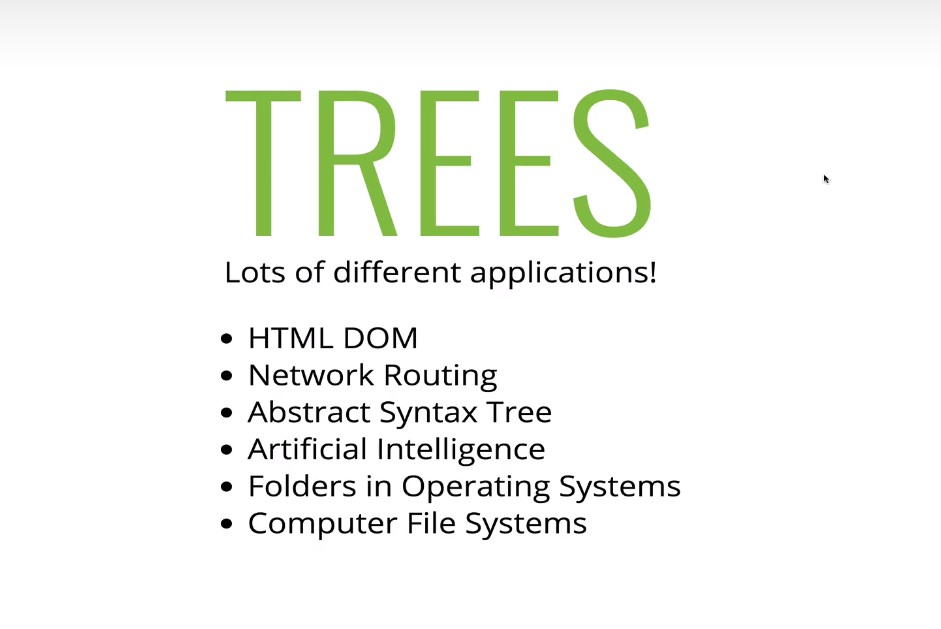 TREES
Lots of different applications!
• HTML DOM
• Network Routing
• Abstract Syntax Tree
• Artificial Intelligence
• Folders in Operating Systems
• Computer File Systems